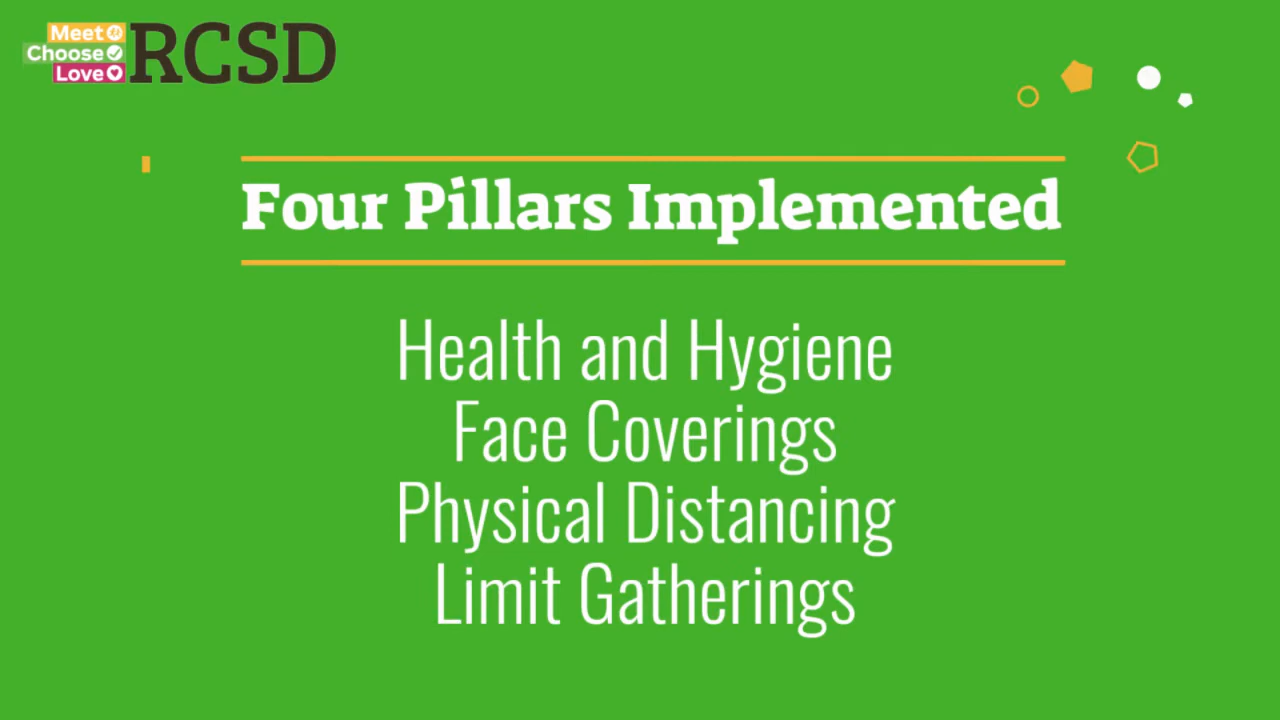 Meet
Choose
Love
RCSD
Four Pillars Implemented
Health and Hygiene
Face Coverings
Physical Distancing
Limit Gatherings